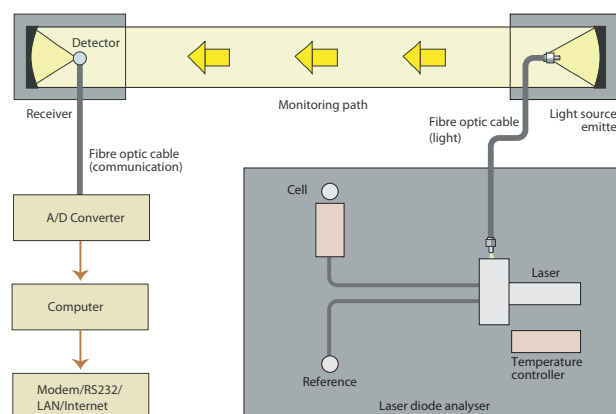 Detector
Receiver
Monitoring path
Light source
emitte
Fibre optic cable
(light)
Fibre optic cable
(communication)
A/D Converter
Computer
Modem/RS232/
LAN/Internet
Cell
Laser
Temperature
controller
Reference
Laser diode analyser